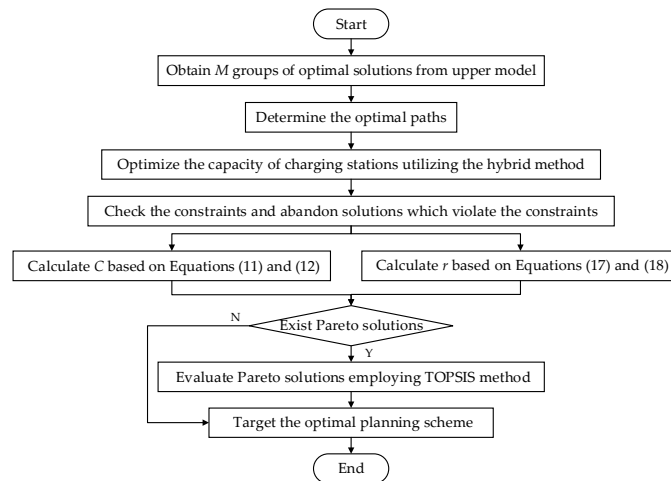 Start
Obtain M groups of optimal solutions from upper model
Determine the optimal paths
Optimize the capacity of charging stations utilizing the hybrid method
Check the constraints and abandon solutions which violate the constraints
Calculate C based on Equations (11) and (12)
Calculate r based on Equations (17) and (18)
N
Exist Pareto solutions
Y
Evaluate Pareto solutions employing TOPSIS method
Target the optimal planning scheme
End